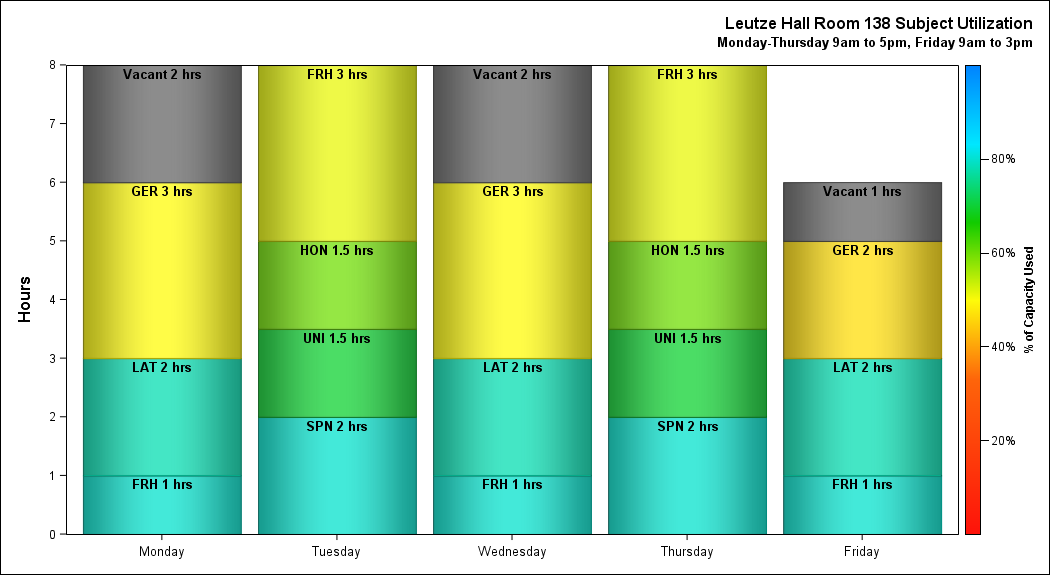 Leutze Hall Room 138 Subject Utilization
Monday-Thursday 9am to 5pm, Friday 9am to 3pm
Hours
8
7
6
5
4
3
2
1
0
Vacant 2 hrs
GER 3 hrs
LAT 2 hrs
FRH 1 hrs
FRH 3 hrs
HON 1.5 hrs
UNI 1.5 hrs
SPN 2 hrs
Vacant 2 hrs
GER 3 hrs
LAT 2 hrs
FRH 1 hrs
FRH 3 hrs
HON 1.5 hrs
UNI 1.5 hrs
SPN 2 hrs
Vacant 1 hrs
GER 2 hrs
LAT 2 hrs
FRH 1 hrs
Monday
Tuesday
Wednesday
Thursday
Friday
80%
60%
40%
20%
% of Capacity Used